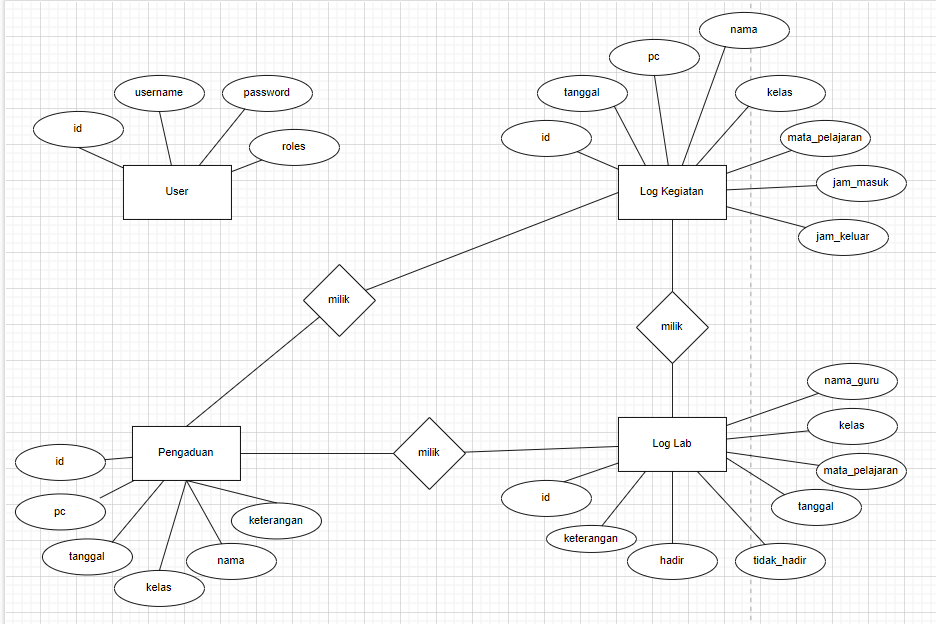 nama
pc
tanggal
kelas
username
password
id
id
mata_pelajaran
roles
jam_masuk
User
Log Kegiatan
jam_keluar
milik
milik
nama_guru
kelas
Log Lab
Pengaduan
milik
id
mata_pelajaran
id
tanggal
pc
keterangan
keterangan
tanggal
nama
hadir
tidak_hadir
kelas